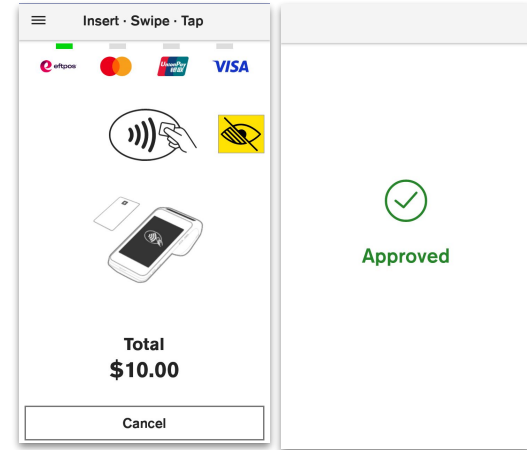 Insert · Swipe · Tap
eftpos
UnionPay
银联
VISA
Total
$10.00
Cancel
Approved